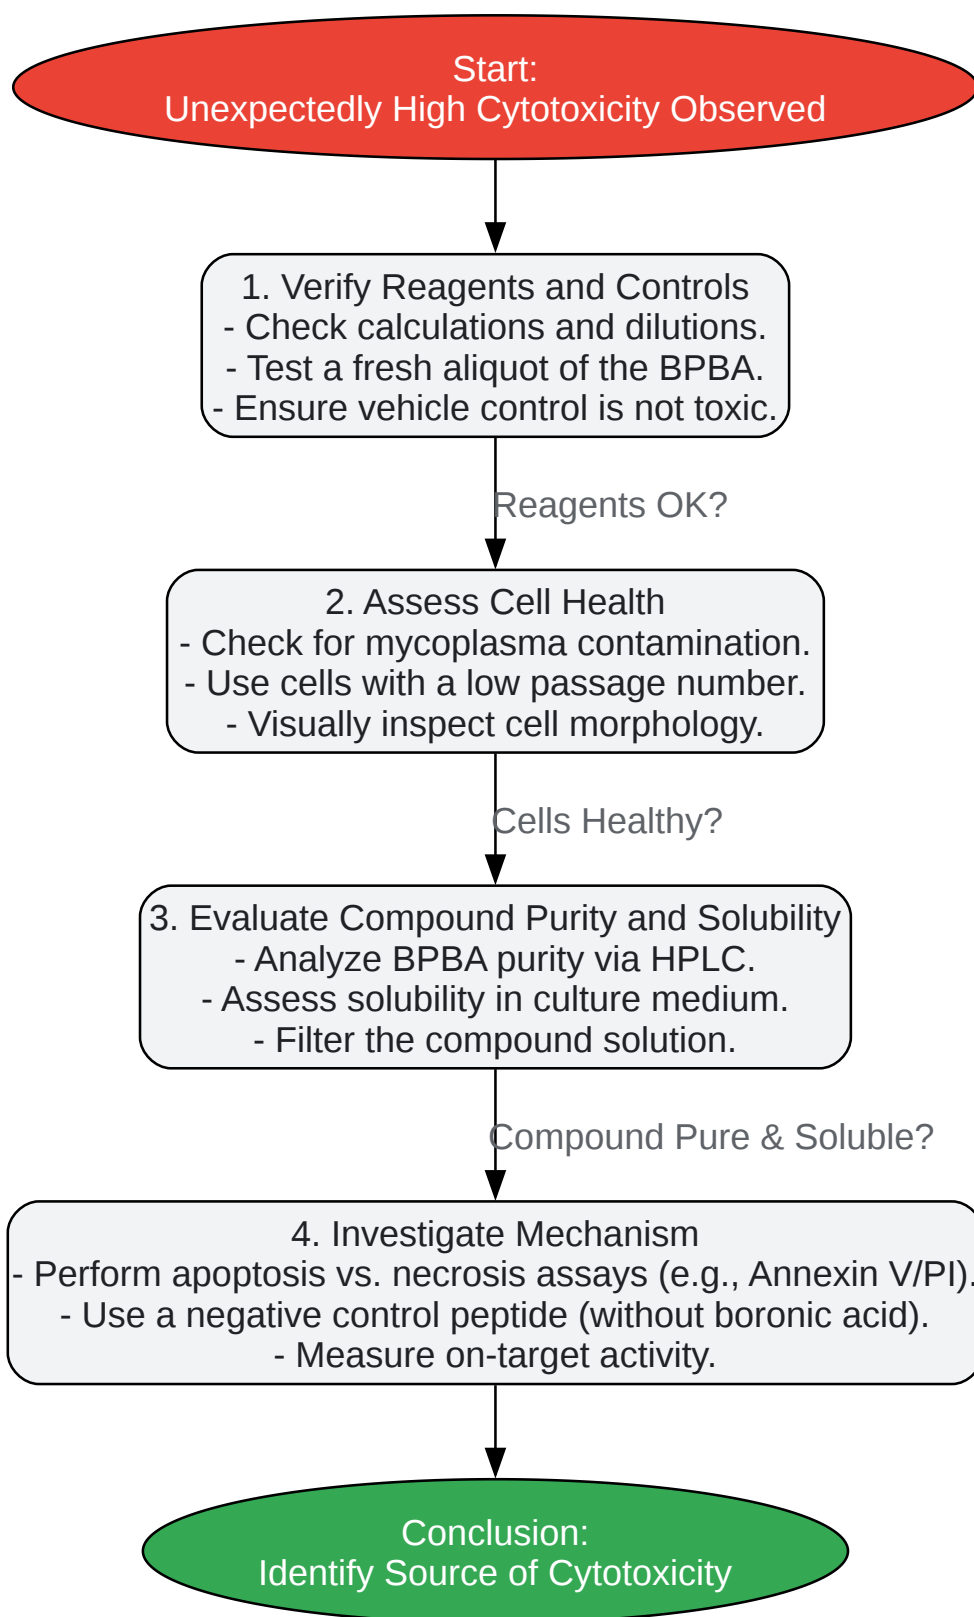 Start:
Unexpectedly High Cytotoxicity Observed
1. Verify Reagents and Controls
- Check calculations and dilutions.
- Test a fresh aliquot of the BPBA.
- Ensure vehicle control is not toxic.
Reagents OK?
2. Assess Cell Health
- Check for mycoplasma contamination.
- Use cells with a low passage number.
- Visually inspect cell morphology.
Cells Healthy?
3. Evaluate Compound Purity and Solubility
- Analyze BPBA purity via HPLC.
- Assess solubility in culture medium.
- Filter the compound solution.
Compound Pure & Soluble?
4. Investigate Mechanism
- Perform apoptosis vs. necrosis assays (e.g., Annexin V/PI).
- Use a negative control peptide (without boronic acid).
- Measure on-target activity.
Conclusion:
Identify Source of Cytotoxicity